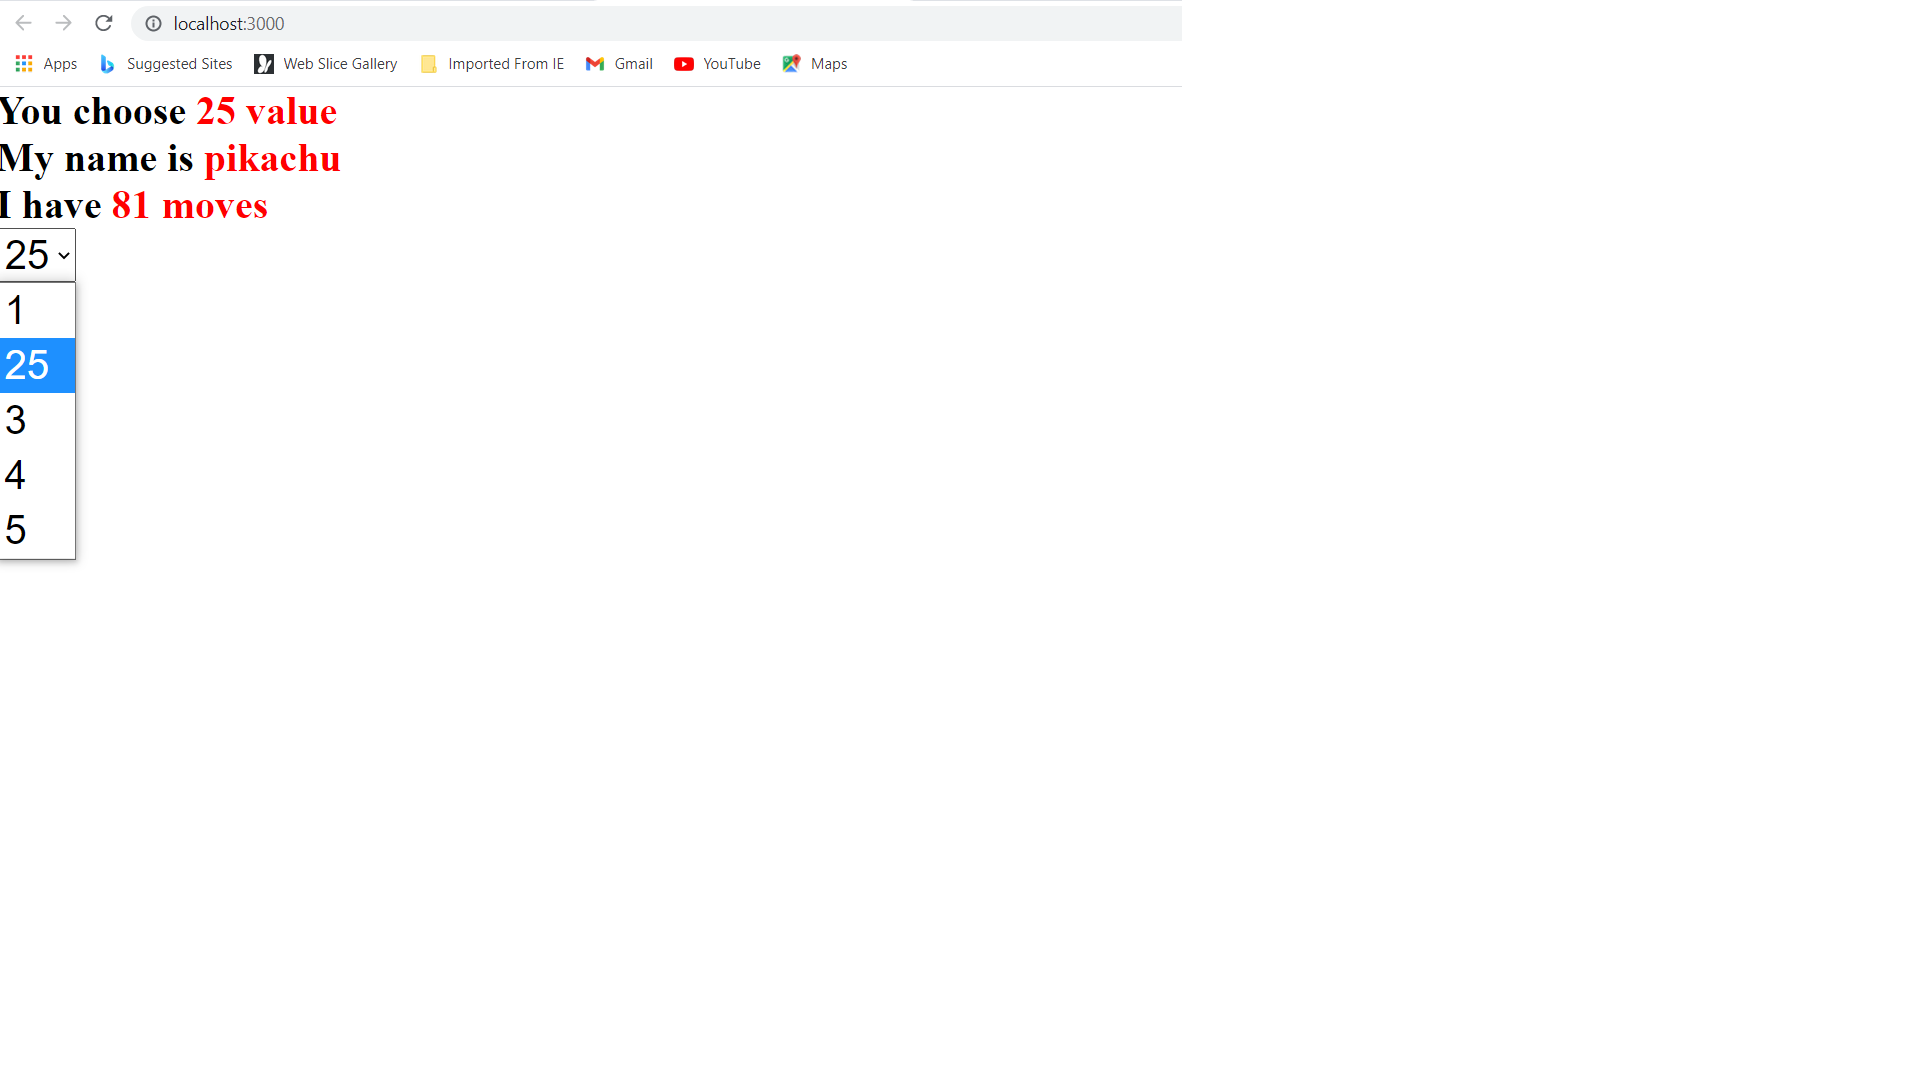 localhost:3000
Apps Suggested Sites Web Slice Gallery Imported From IE Gmail YouTube Maps
You choose 25 value
My name is pikachu
I have 81 moves
25
1
25
3
4
5